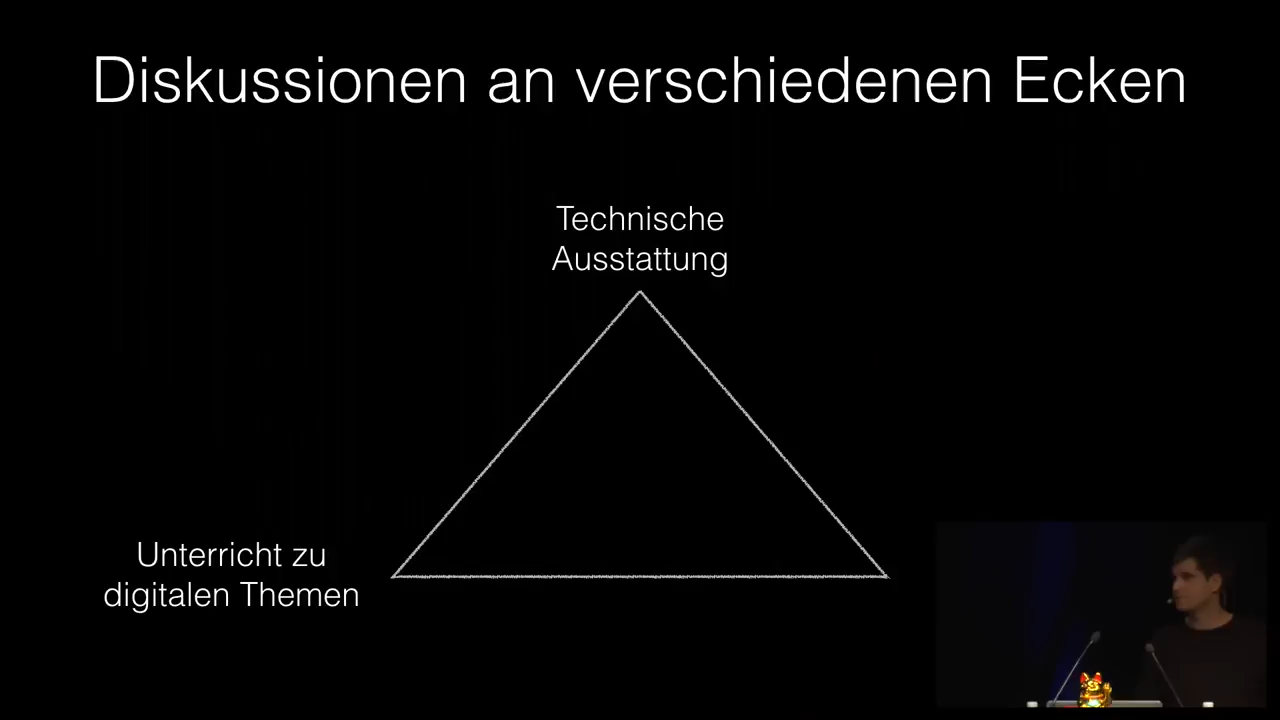 Diskussionen an verschiedenen Ecken
Technische
Ausstattung
Unterricht zu
digitalen Themen